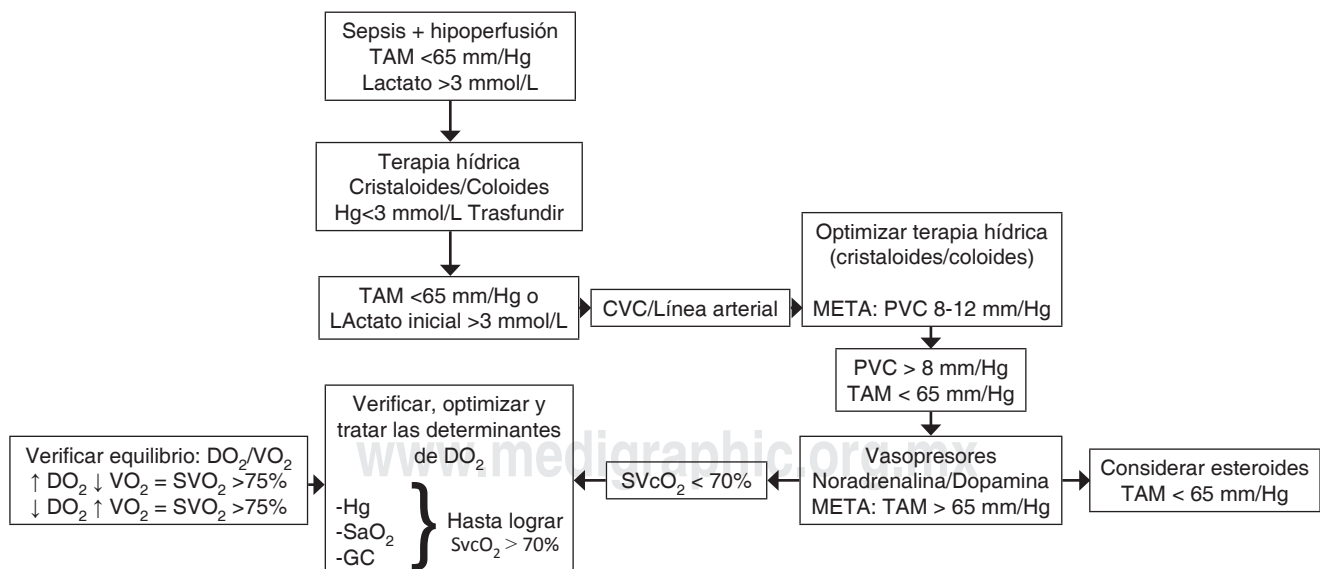 Sepsis + hipoperfusión
TAM <65 mm/Hg
Lactato >3 mmol/L
Terapia hídrica
Cristaloides/Coloides
Hg<3 mmol/L Trasfundir
TAM <65 mm/Hg o
LActato inicial >3 mmol/L
CVC/Línea arterial
Optimizar terapia hídrica
(cristaloides/coloides)
META: PVC 8-12 mm/Hg
PVC > 8 mm/Hg
TAM < 65 mm/Hg
Vasopresores
Noradrenalina/Dopamina
META: TAM > 65 mm/Hg
Considerar esteroides
TAM < 65 mm/Hg
SVcO₂ < 70%
Verificar, optimizar y
tratar las determinantes
de DO₂
-Hg
-SaO₂
-GC
Hasta lograr
SvcO₂ > 70%
Verificar equilibrio: DO₂/VO₂
↑ DO₂ ↓ VO₂ = SVO₂ >75%
↓ DO₂ ↑ VO₂ = SVO₂ >75%
www.medigraphic.org.mx